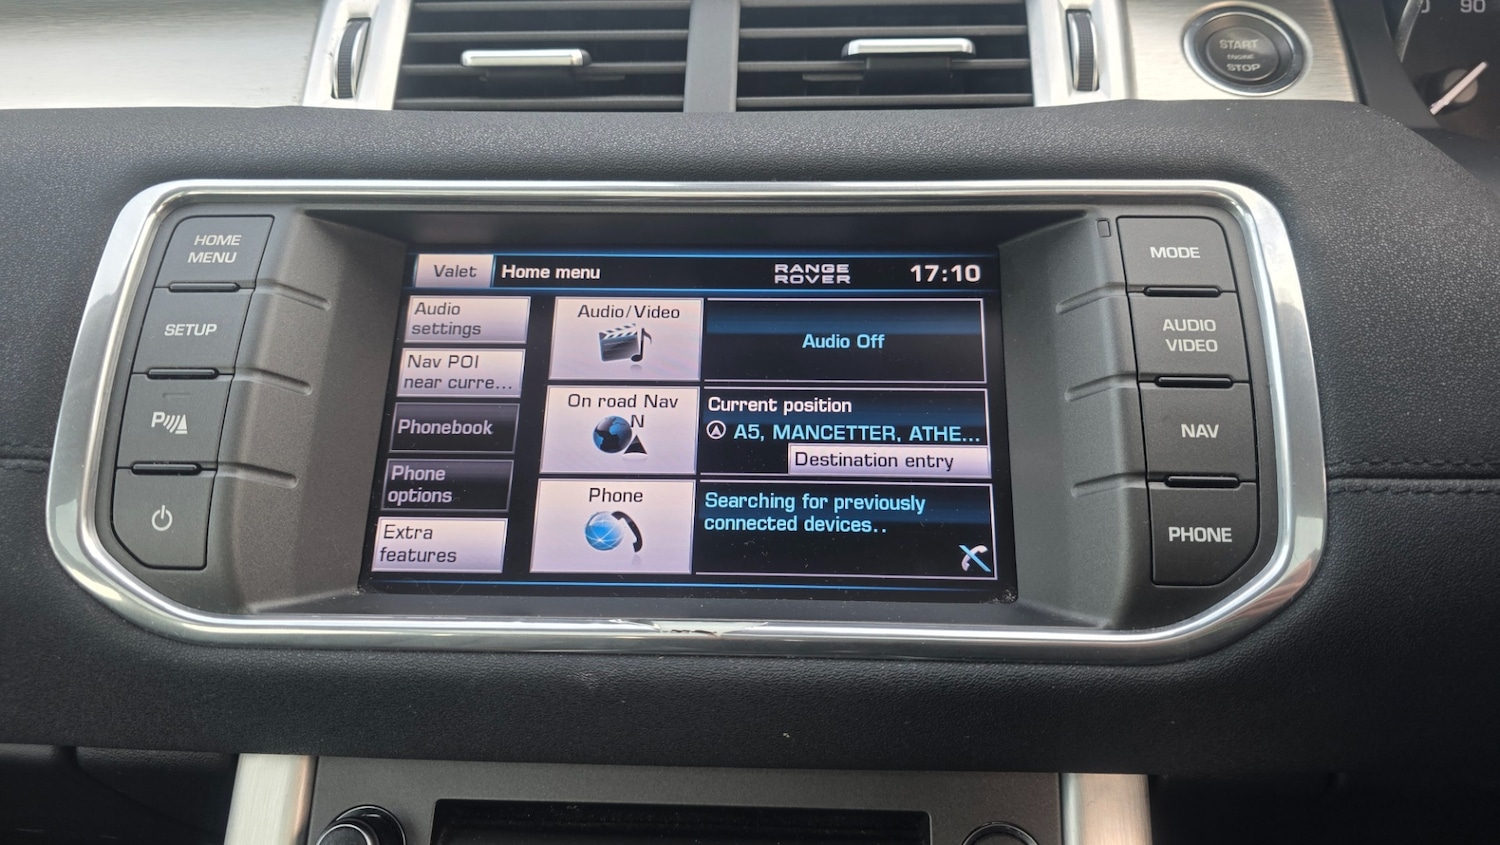 START
ENGINE
STOP
90
HOME
MENU
SETUP
P
Valet
Home menu
RANGE
ROVER
17:10
Audio
settings
Nav POI
near curre...
Phonebook
Phone
options
Extra
features
Audio/Video
On road Nav
N
Phone
Audio Off
Current position
A5, MANCETTER, ATHE...
Destination entry
Searching for previously
connected devices..
MODE
AUDIO
VIDEO
NAV
PHONE